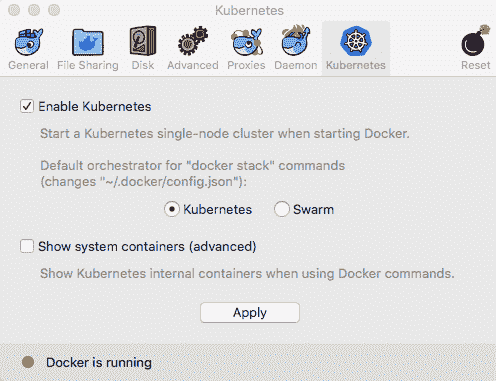 Kubernetes
General File Sharing Disk Advanced Proxies Daemon Kubernetes Reset
Enable Kubernetes
Start a Kubernetes single-node cluster when starting Docker.
Default orchestrator for "docker stack" commands
(changes "~/.docker/config.json"):
Kubernetes Swarm
Show system containers (advanced)
Show Kubernetes internal containers when using Docker commands.
Apply
Docker is running